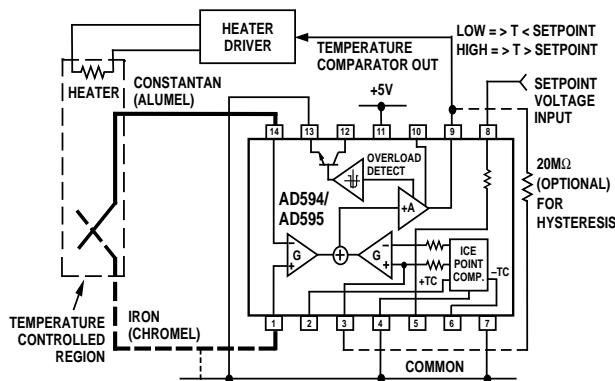 HEATER
DRIVER
LOW = > T < SETPOINT
HIGH = > T > SETPOINT
TEMPERATURE
COMPARATOR OUT
HEATER
CONSTANTAN
(ALUMEL)
+5V
SETPOINT
VOLTAGE
INPUT
14
13
12
11
10
9
8
20MΩ
(OPTIONAL)
FOR
HYSTERESIS
OVERLOAD
DETECT
AD594/
AD595
+A
–
G
+
+
–
G
+
ICE
POINT
COMP.
–TC
+TC
1
2
3
4
5
6
7
IRON
(CHROMEL)
TEMPERATURE
CONTROLLED
REGION
COMMON